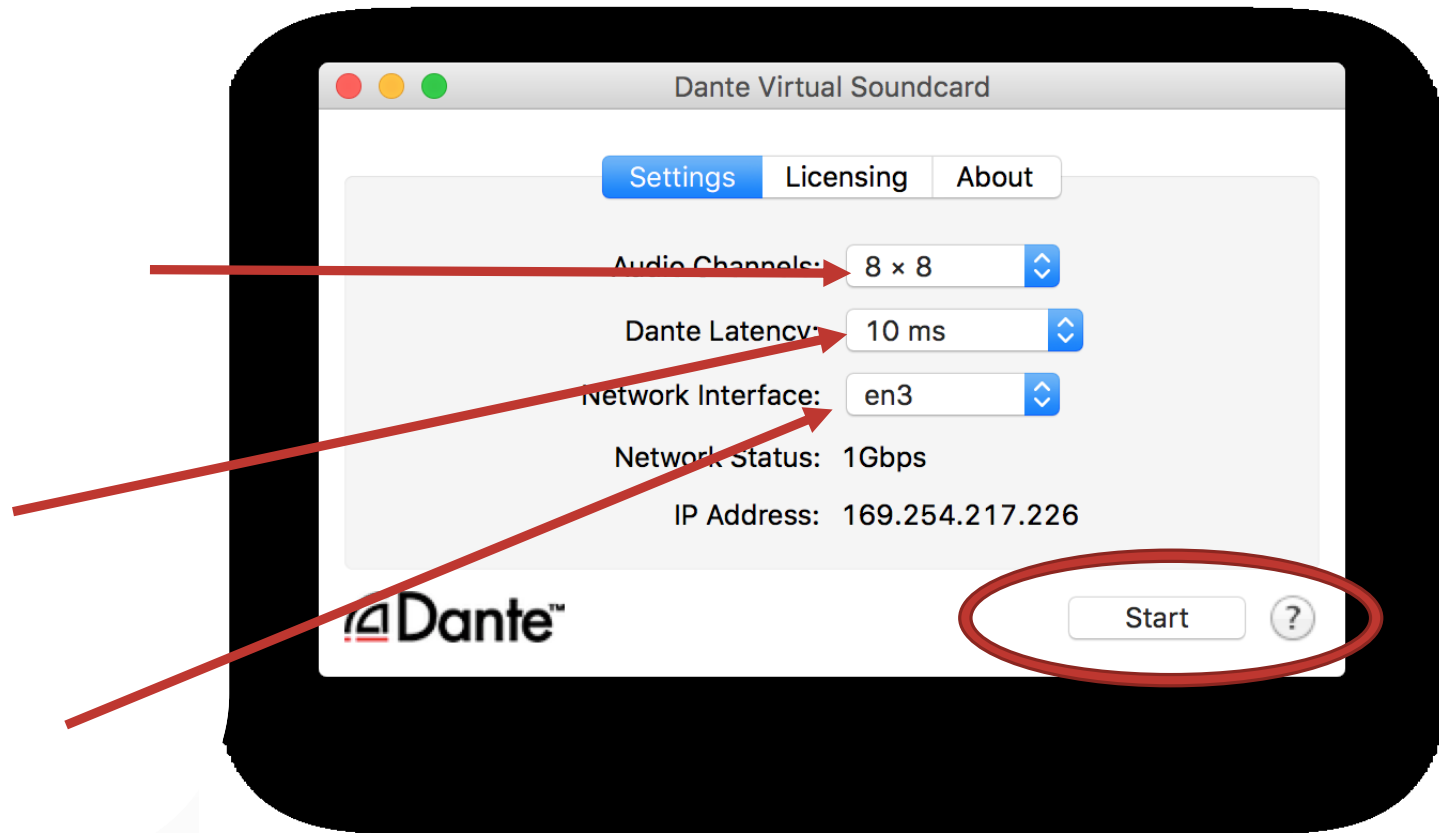 Dante Virtual Soundcard
Settings Licensing About
Audio Channels: 8 × 8
Dante Latency: 10 ms
Network Interface: en3
Network Status: 1Gbps
IP Address: 169.254.217.226
Dante™
Start ?